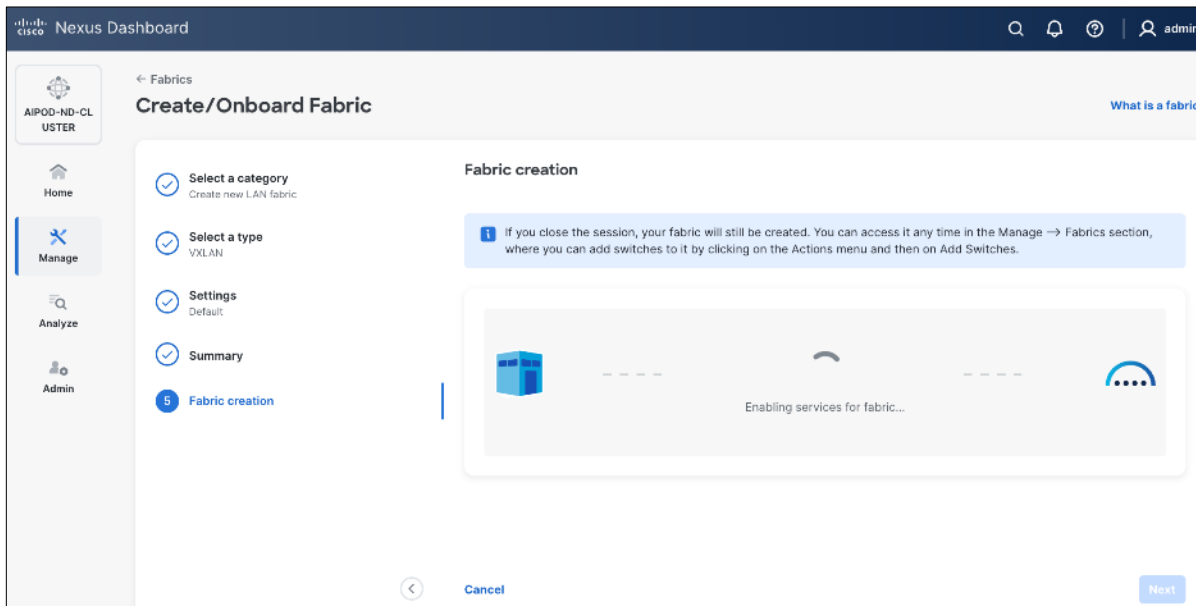 cisco Nexus Dashboard
admin
AIPOD-ND-CL
USTER
Home
Manage
Analyze
Admin
← Fabrics
Create/Onboard Fabric
What is a fabric
Select a category
Create new LAN fabric
Select a type
VXLAN
Settings
Default
Summary
5 Fabric creation
Fabric creation
If you close the session, your fabric will still be created. You can access it any time in the Manage → Fabrics section,
where you can add switches to it by clicking on the Actions menu and then on Add Switches.
Enabling services for fabric...
Cancel
Next